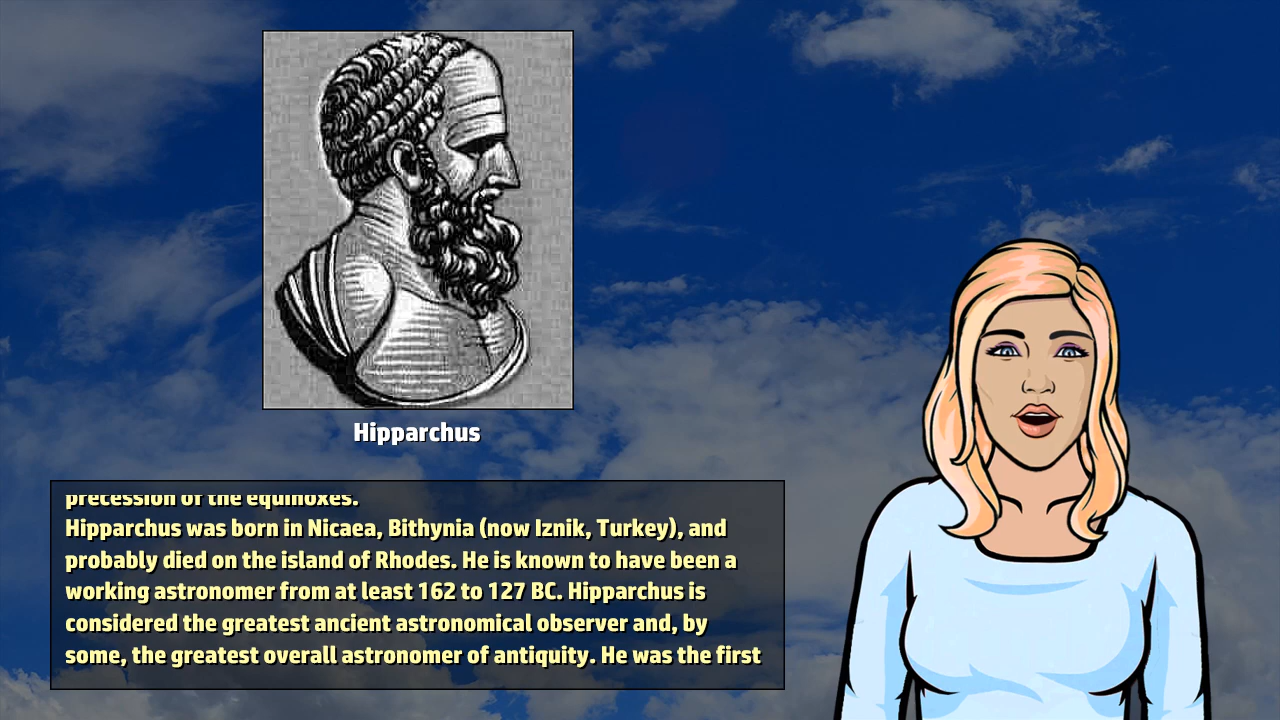 Hipparchus
precession of the equinoxes.
Hipparchus was born in Nicaea, Bithynia (now Iznik, Turkey), and
probably died on the island of Rhodes. He is known to have been a
working astronomer from at least 162 to 127 BC. Hipparchus is
considered the greatest ancient astronomical observer and, by
some, the greatest overall astronomer of antiquity. He was the first